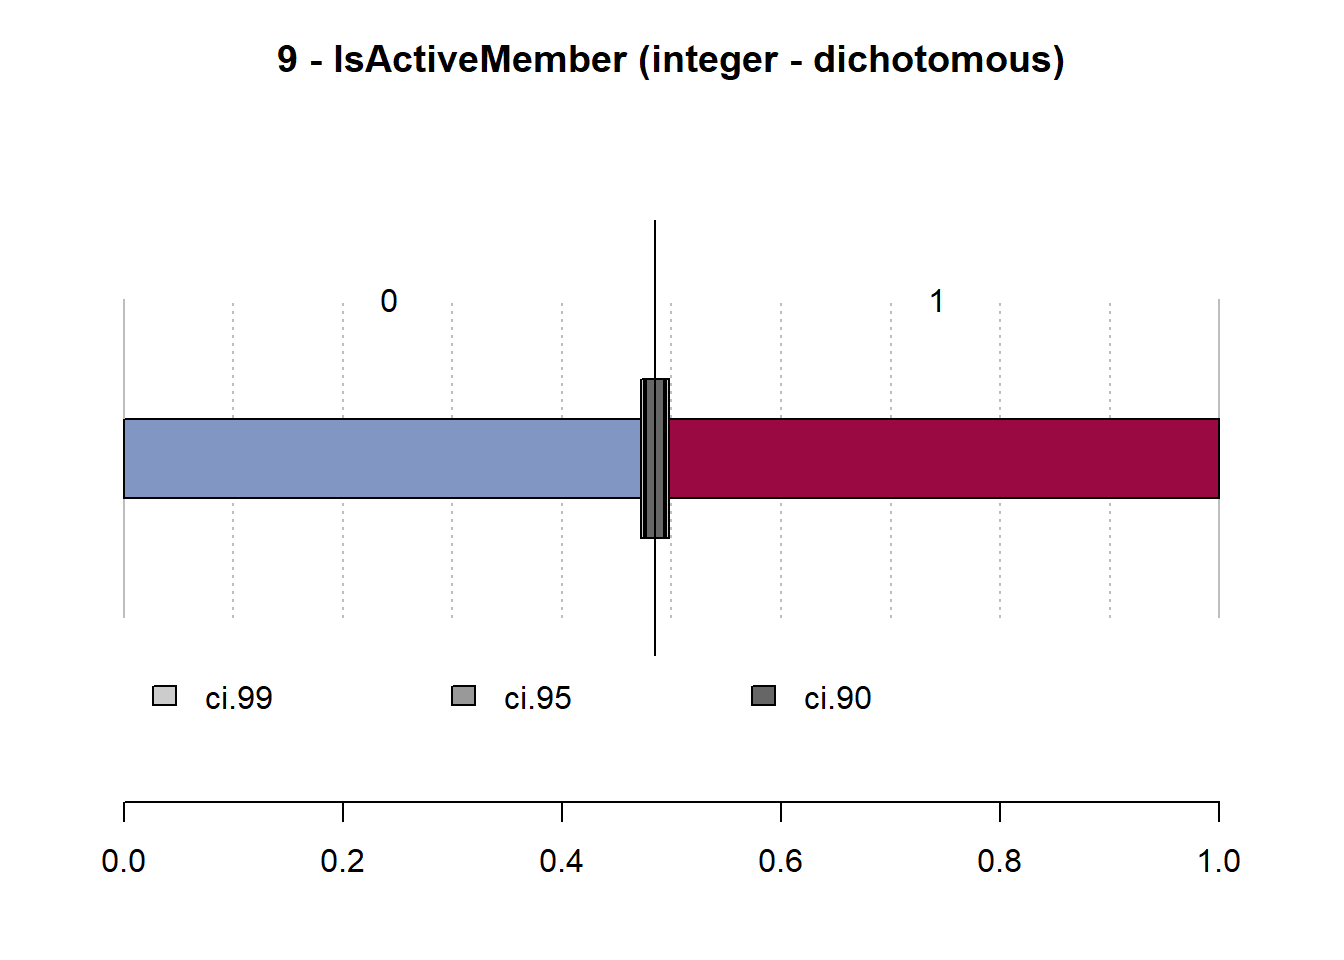 9 - IsActiveMember (integer - dichotomous)
0 1
ci.99 ci.95 ci.90
0.0 0.2 0.4 0.6 0.8 1.0